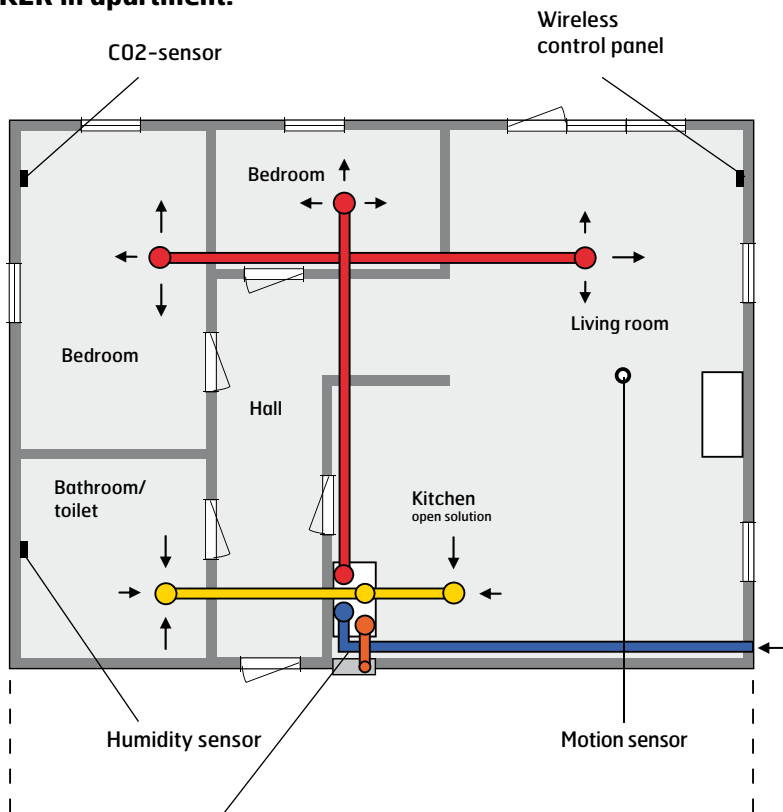 in apartment.
Wireless
control panel
CO2-sensor
Bedroom
Living room
Bedroom
Hall
Bathroom/
toilet
Kitchen
open solution
Humidity sensor
Motion sensor